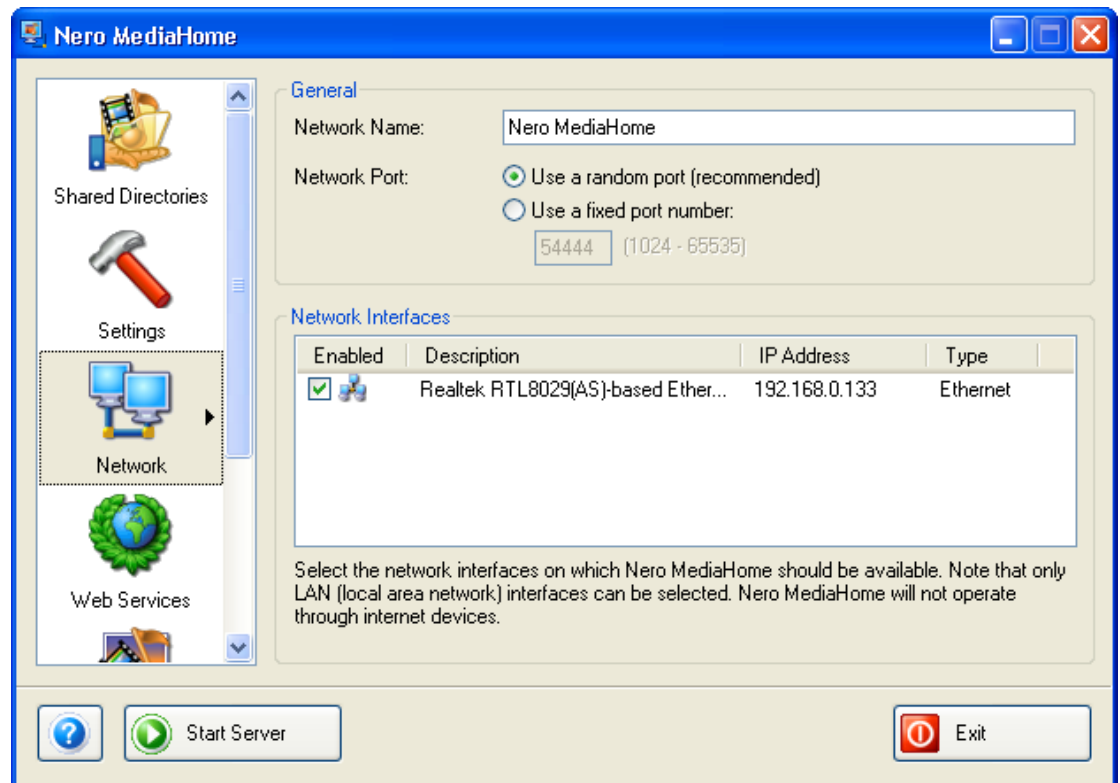 Nero MediaHome
Shared Directories
Settings
Network
Web Services
General
Network Name: Nero MediaHome
Network Port: Use a random port (recommended)
Use a fixed port number:
54444 (1024 - 65535)
Network Interfaces
Enabled Description IP Address Type
Realtek RTL8029(AS)-based Ether... 192.168.0.133 Ethernet
Select the network interfaces on which Nero MediaHome should be available. Note that only
LAN (local area network) interfaces can be selected. Nero MediaHome will not operate
through internet devices.
? Start Server Exit